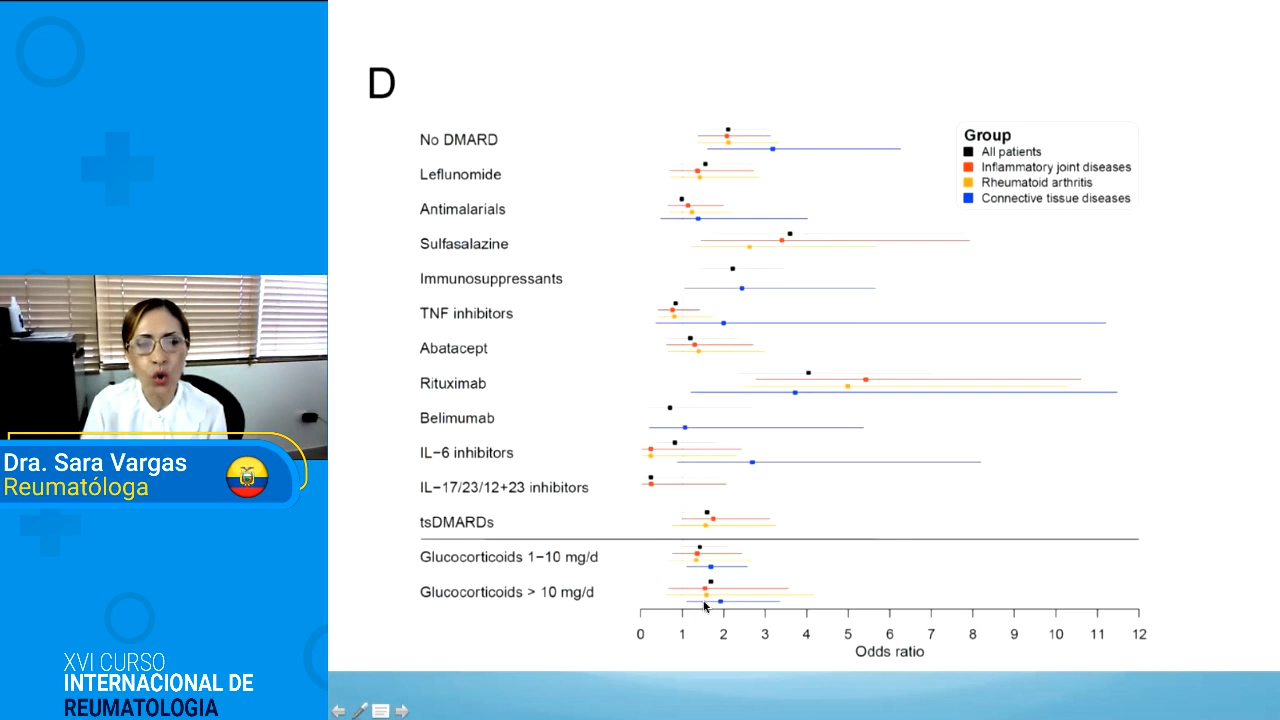 D
No DMARD
Leflunomide
Antimalarials
Sulfasalazine
Immunosuppressants
TNF inhibitors
Abatacept
Rituximab
Belimumab
IL−6 inhibitors
IL−17/23/12+23 inhibitors
tsDMARDs
Glucocorticoids 1−10 mg/d
Glucocorticoids > 10 mg/d
Group
All patients
Inflammatory joint diseases
Rheumatoid arthritis
Connective tissue diseases
0 1 2 3 4 5 6 7 8 9 10 11 12
Odds ratio
Dra. Sara Vargas
Reumatóloga
XVI CURSO
INTERNACIONAL DE
REUMATOLOGIA